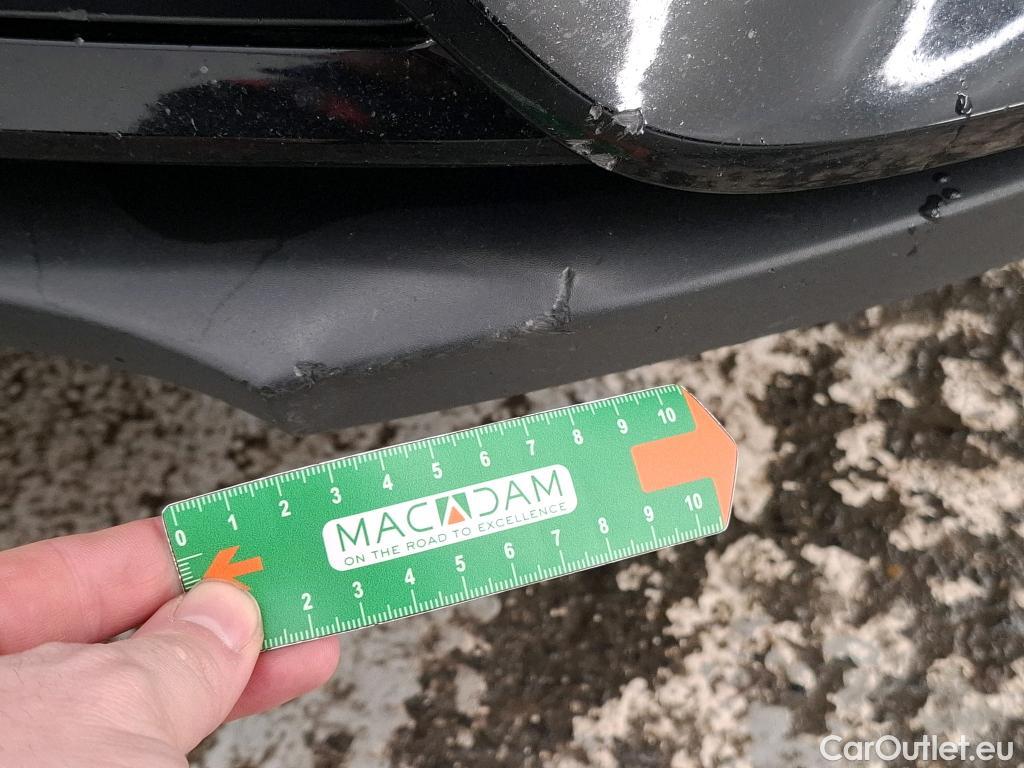 1 2 3 4 5 6 7 8 9 10
0
MACADAM
ON THE ROAD TO EXCELLENCE
2 3 4 5 6 7 8 9 10
CarOutlet.eu